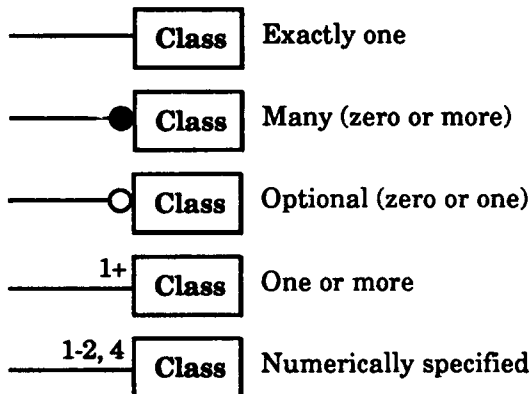 Class Exactly one
Class Many (zero or more)
Class Optional (zero or one)
1+ Class One or more
1-2, 4 Class Numerically specified